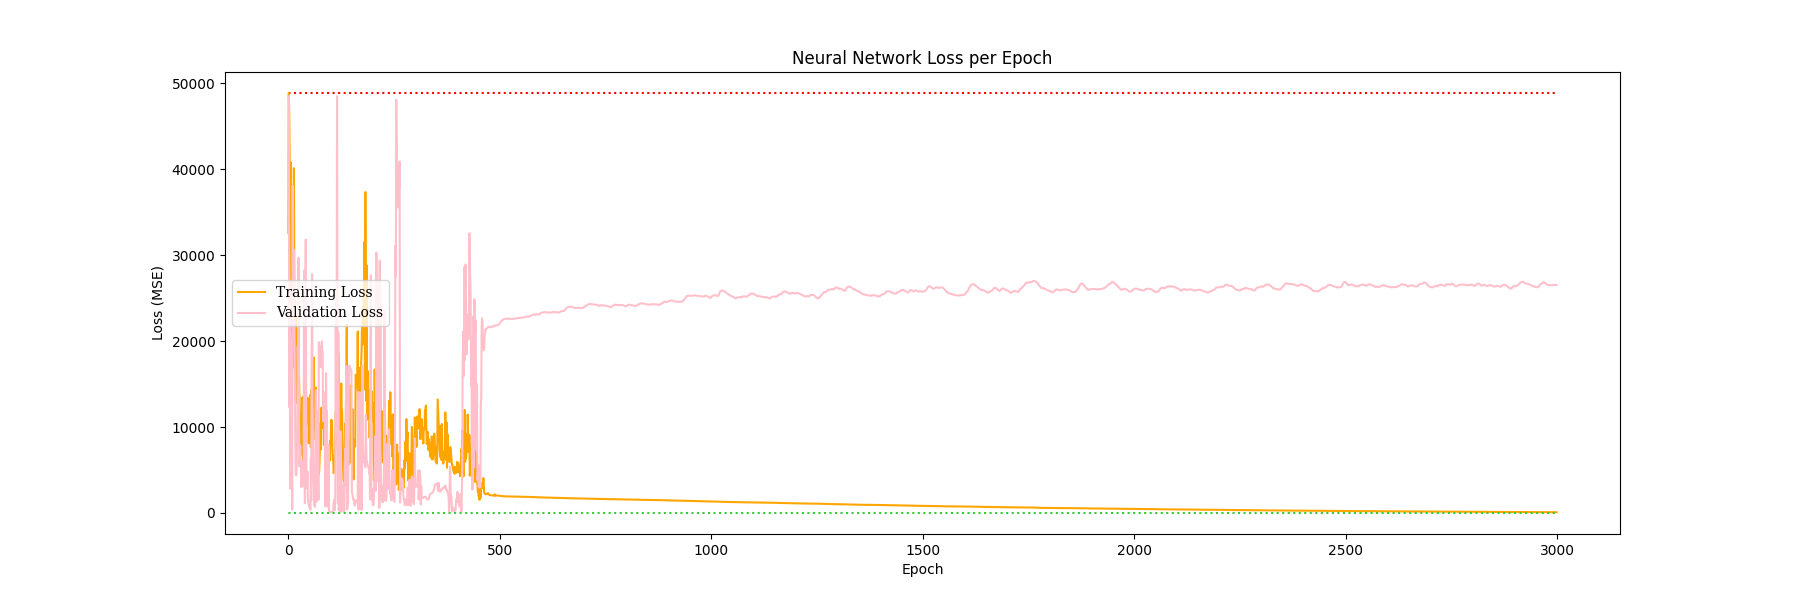 Neural Network Loss per Epoch
50000
40000
30000
20000
10000
0
Loss (MSE)
Training Loss
Validation Loss
0 500 1000 1500 2000 2500 3000
Epoch